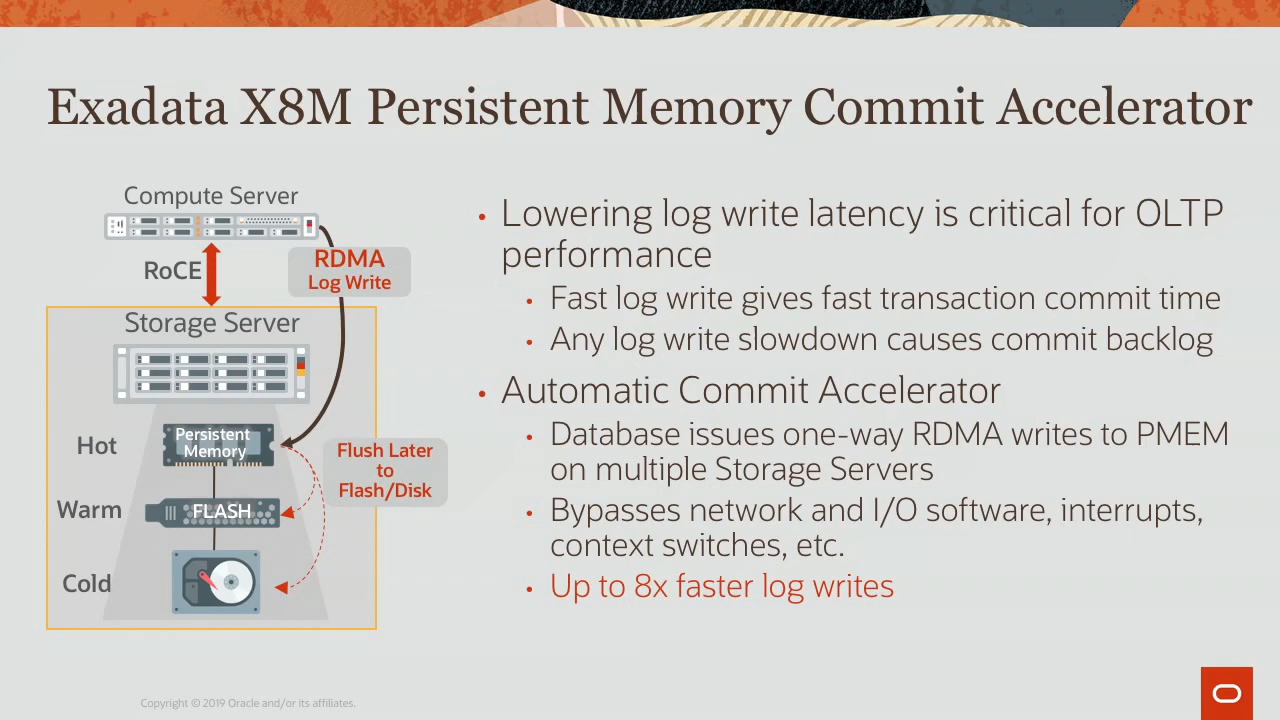 Exadata X8M Persistent Memory Commit Accelerator
Compute Server
RoCE
RDMA
Log Write
Storage Server
Hot
Persistent
Memory
Flush Later
to
Flash/Disk
Warm
FLASH
Cold
• Lowering log write latency is critical for OLTP
performance
• Fast log write gives fast transaction commit time
• Any log write slowdown causes commit backlog
• Automatic Commit Accelerator
• Database issues one-way RDMA writes to PMEM
on multiple Storage Servers
• Bypasses network and I/O software, interrupts,
context switches, etc.
• Up to 8x faster log writes
Copyright © 2019 Oracle and/or its affiliates.